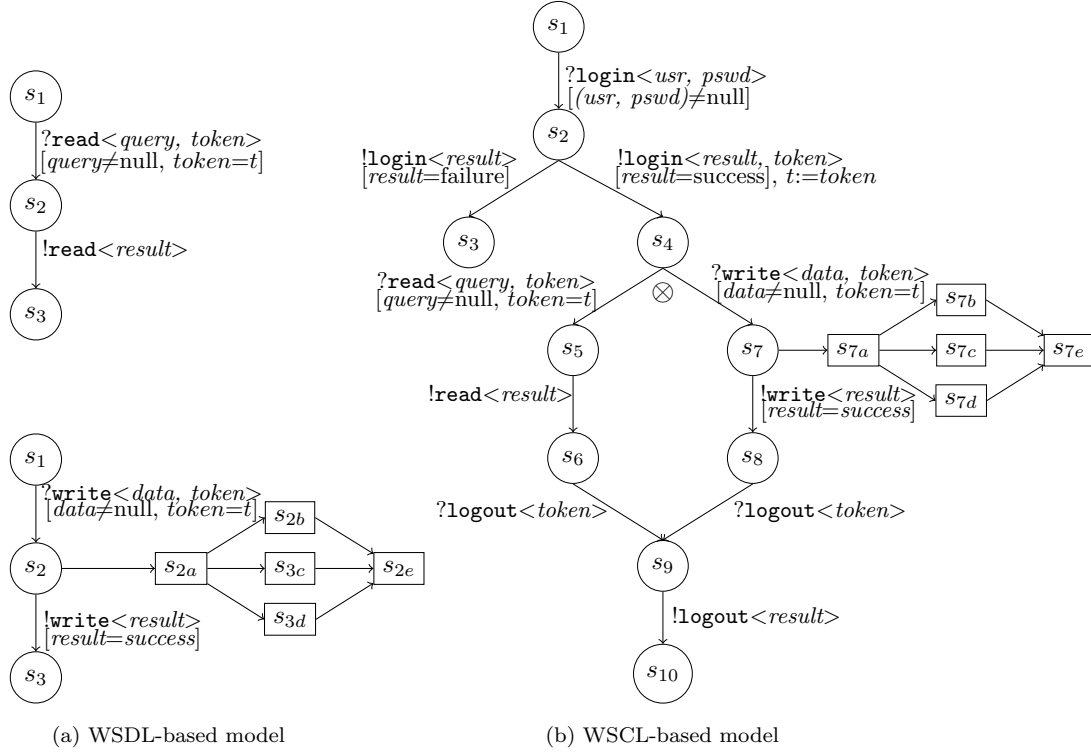 s1
?read<query, token>
[query≠null, token=t]
s2
!read<result>
s3
s1
?write<data, token>
[data≠null, token=t]
s2
s2a
s2b
s3c
s3d
s2e
!write<result>
[result=success]
s3
(a) WSDL-based model
s1
?login<usr, pswd>
[(usr, pswd)≠null]
s2
!login<result>
[result=failure]
!login<result, token>
[result=success], t:=token
s3
s4
?read<query, token>
[query≠null, token=t]
⊗
?write<data, token>
[data≠null, token=t]
s5
s7
s7a
s7b
s7c
s7d
s7e
!read<result>
!write<result>
[result=success]
s6
s8
?logout<token>
?logout<token>
s9
!logout<result>
s10
(b) WSCL-based model